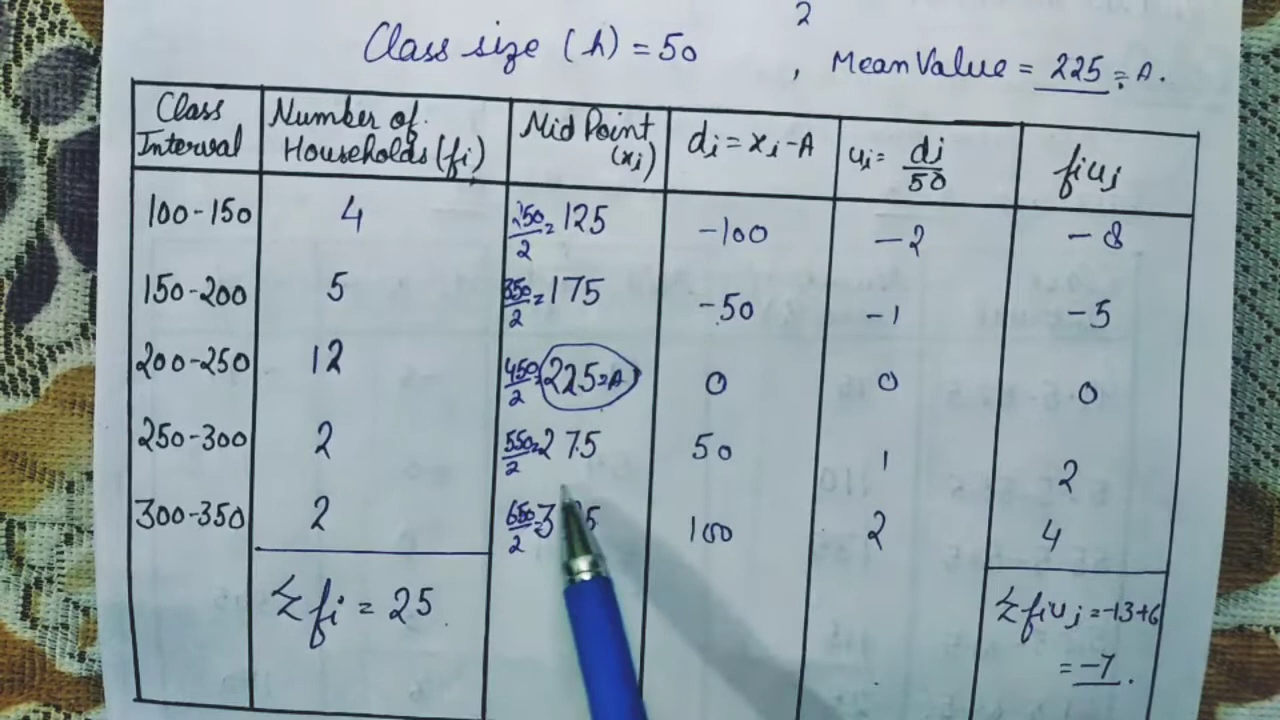 2
Class size (h) = 50 , Mean Value = 225 = A.
Class Interval Number of Households (fi) Mid Point (xi) di = xi - A ui = di/50 fiui
100-150 4 250/2 = 125 -100 -2 -8
150-200 5 350/2 = 175 -50 -1 -5
200-250 12 450/2 = 225 = A 0 0 0
250-300 2 550/2 = 275 50 1 2
300-350 2 650/2 = 100 2 4
Σfi = 25 Σfiui = -13+6
= -7.